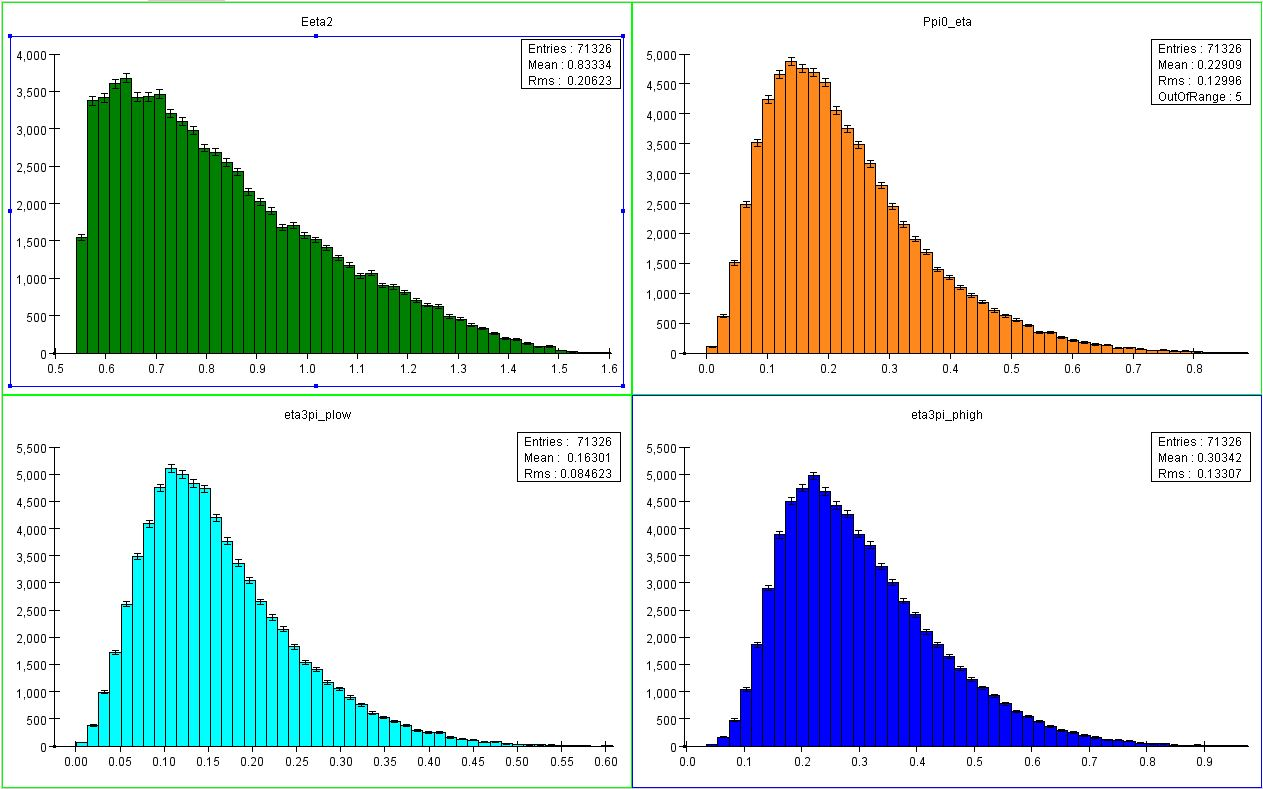 Eeta2
Entries : 71326
Mean : 0.83334
Rms : 0.20623
4,000
3,500
3,000
2,500
2,000
1,500
1,000
500
0
0.5 0.6 0.7 0.8 0.9 1.0 1.1 1.2 1.3 1.4 1.5 1.6
Ppi0_eta
Entries : 71326
Mean : 0.22909
Rms : 0.12996
OutOfRange : 5
5,000
4,500
4,000
3,500
3,000
2,500
2,000
1,500
1,000
500
0
0.0 0.1 0.2 0.3 0.4 0.5 0.6 0.7 0.8
eta3pi_plow
Entries : 71326
Mean : 0.16301
Rms : 0.084623
5,500
5,000
4,500
4,000
3,500
3,000
2,500
2,000
1,500
1,000
500
0
0.00 0.05 0.10 0.15 0.20 0.25 0.30 0.35 0.40 0.45 0.50 0.55 0.60
eta3pi_phigh
Entries : 71326
Mean : 0.30342
Rms : 0.13307
5,500
5,000
4,500
4,000
3,500
3,000
2,500
2,000
1,500
1,000
500
0
0.0 0.1 0.2 0.3 0.4 0.5 0.6 0.7 0.8 0.9